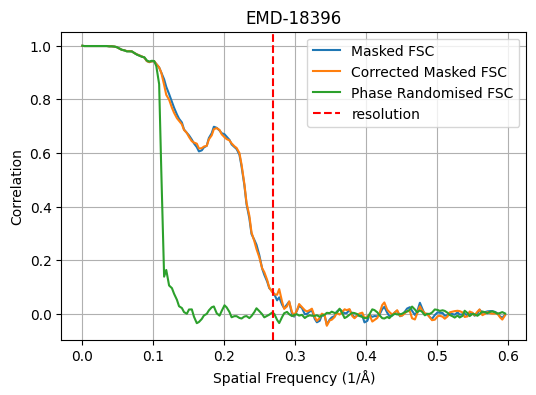 EMD-18396
Masked FSC
Corrected Masked FSC
Phase Randomised FSC
resolution
Correlation
1.0
0.8
0.6
0.4
0.2
0.0
0.0 0.1 0.2 0.3 0.4 0.5 0.6
Spatial Frequency (1/Å)